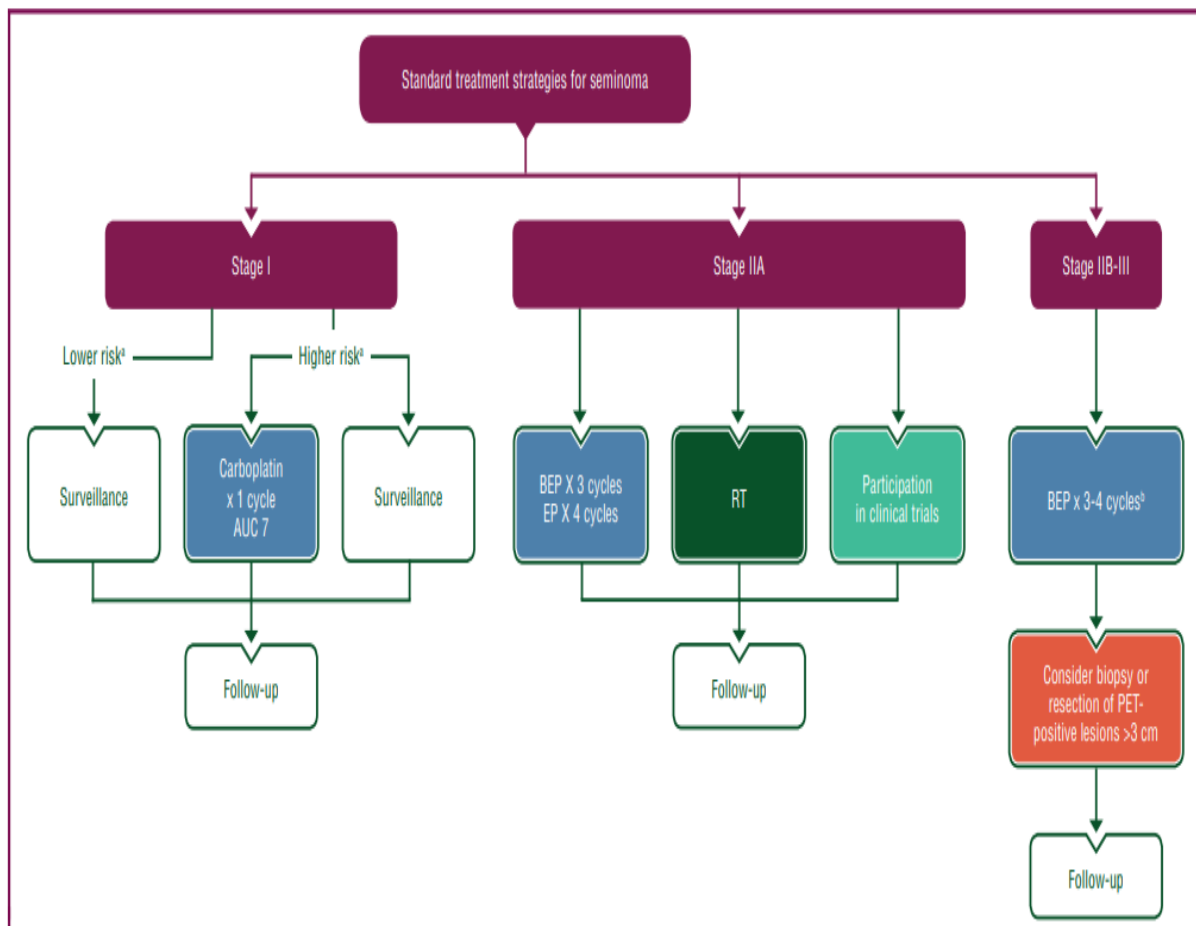 Standard treatment strategies for seminoma
Stage I
Stage IIA
Stage IIB-III
Lower riskᵃ
Higher riskᵃ
Surveillance
Carboplatin
x 1 cycle
AUC 7
Surveillance
BEP X 3 cycles
EP X 4 cycles
RT
Participation
in clinical trials
BEP x 3-4 cyclesᵇ
Consider biopsy or
resection of PET-
positive lesions >3 cm
Follow-up
Follow-up
Follow-up